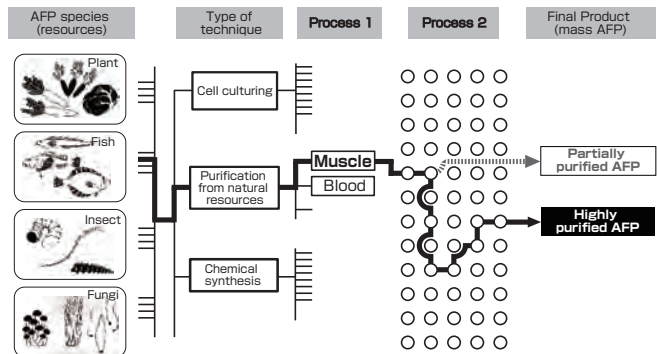 AFP species
(resources)
Type of
technique
Process 1
Process 2
Final Product
(mass AFP)
Plant
Fish
Insect
Fungi
Cell culturing
Purification
from natural
resources
Chemical
synthesis
Muscle
Blood
Partially
purified AFP
Highly
purified AFP